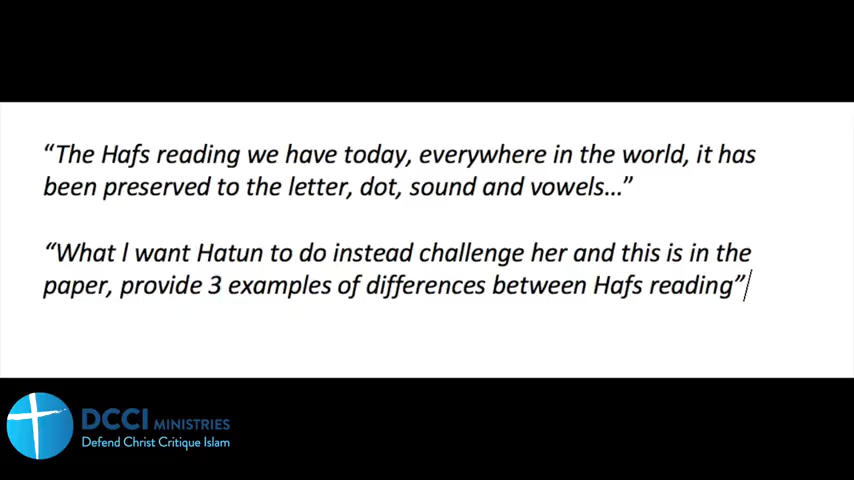 “The Hafs reading we have today, everywhere in the world, it has
been preserved to the letter, dot, sound and vowels…”
“What l want Hatun to do instead challenge her and this is in the
paper, provide 3 examples of differences between Hafs reading”
DCCI MINISTRIES
Defend Christ Critique Islam